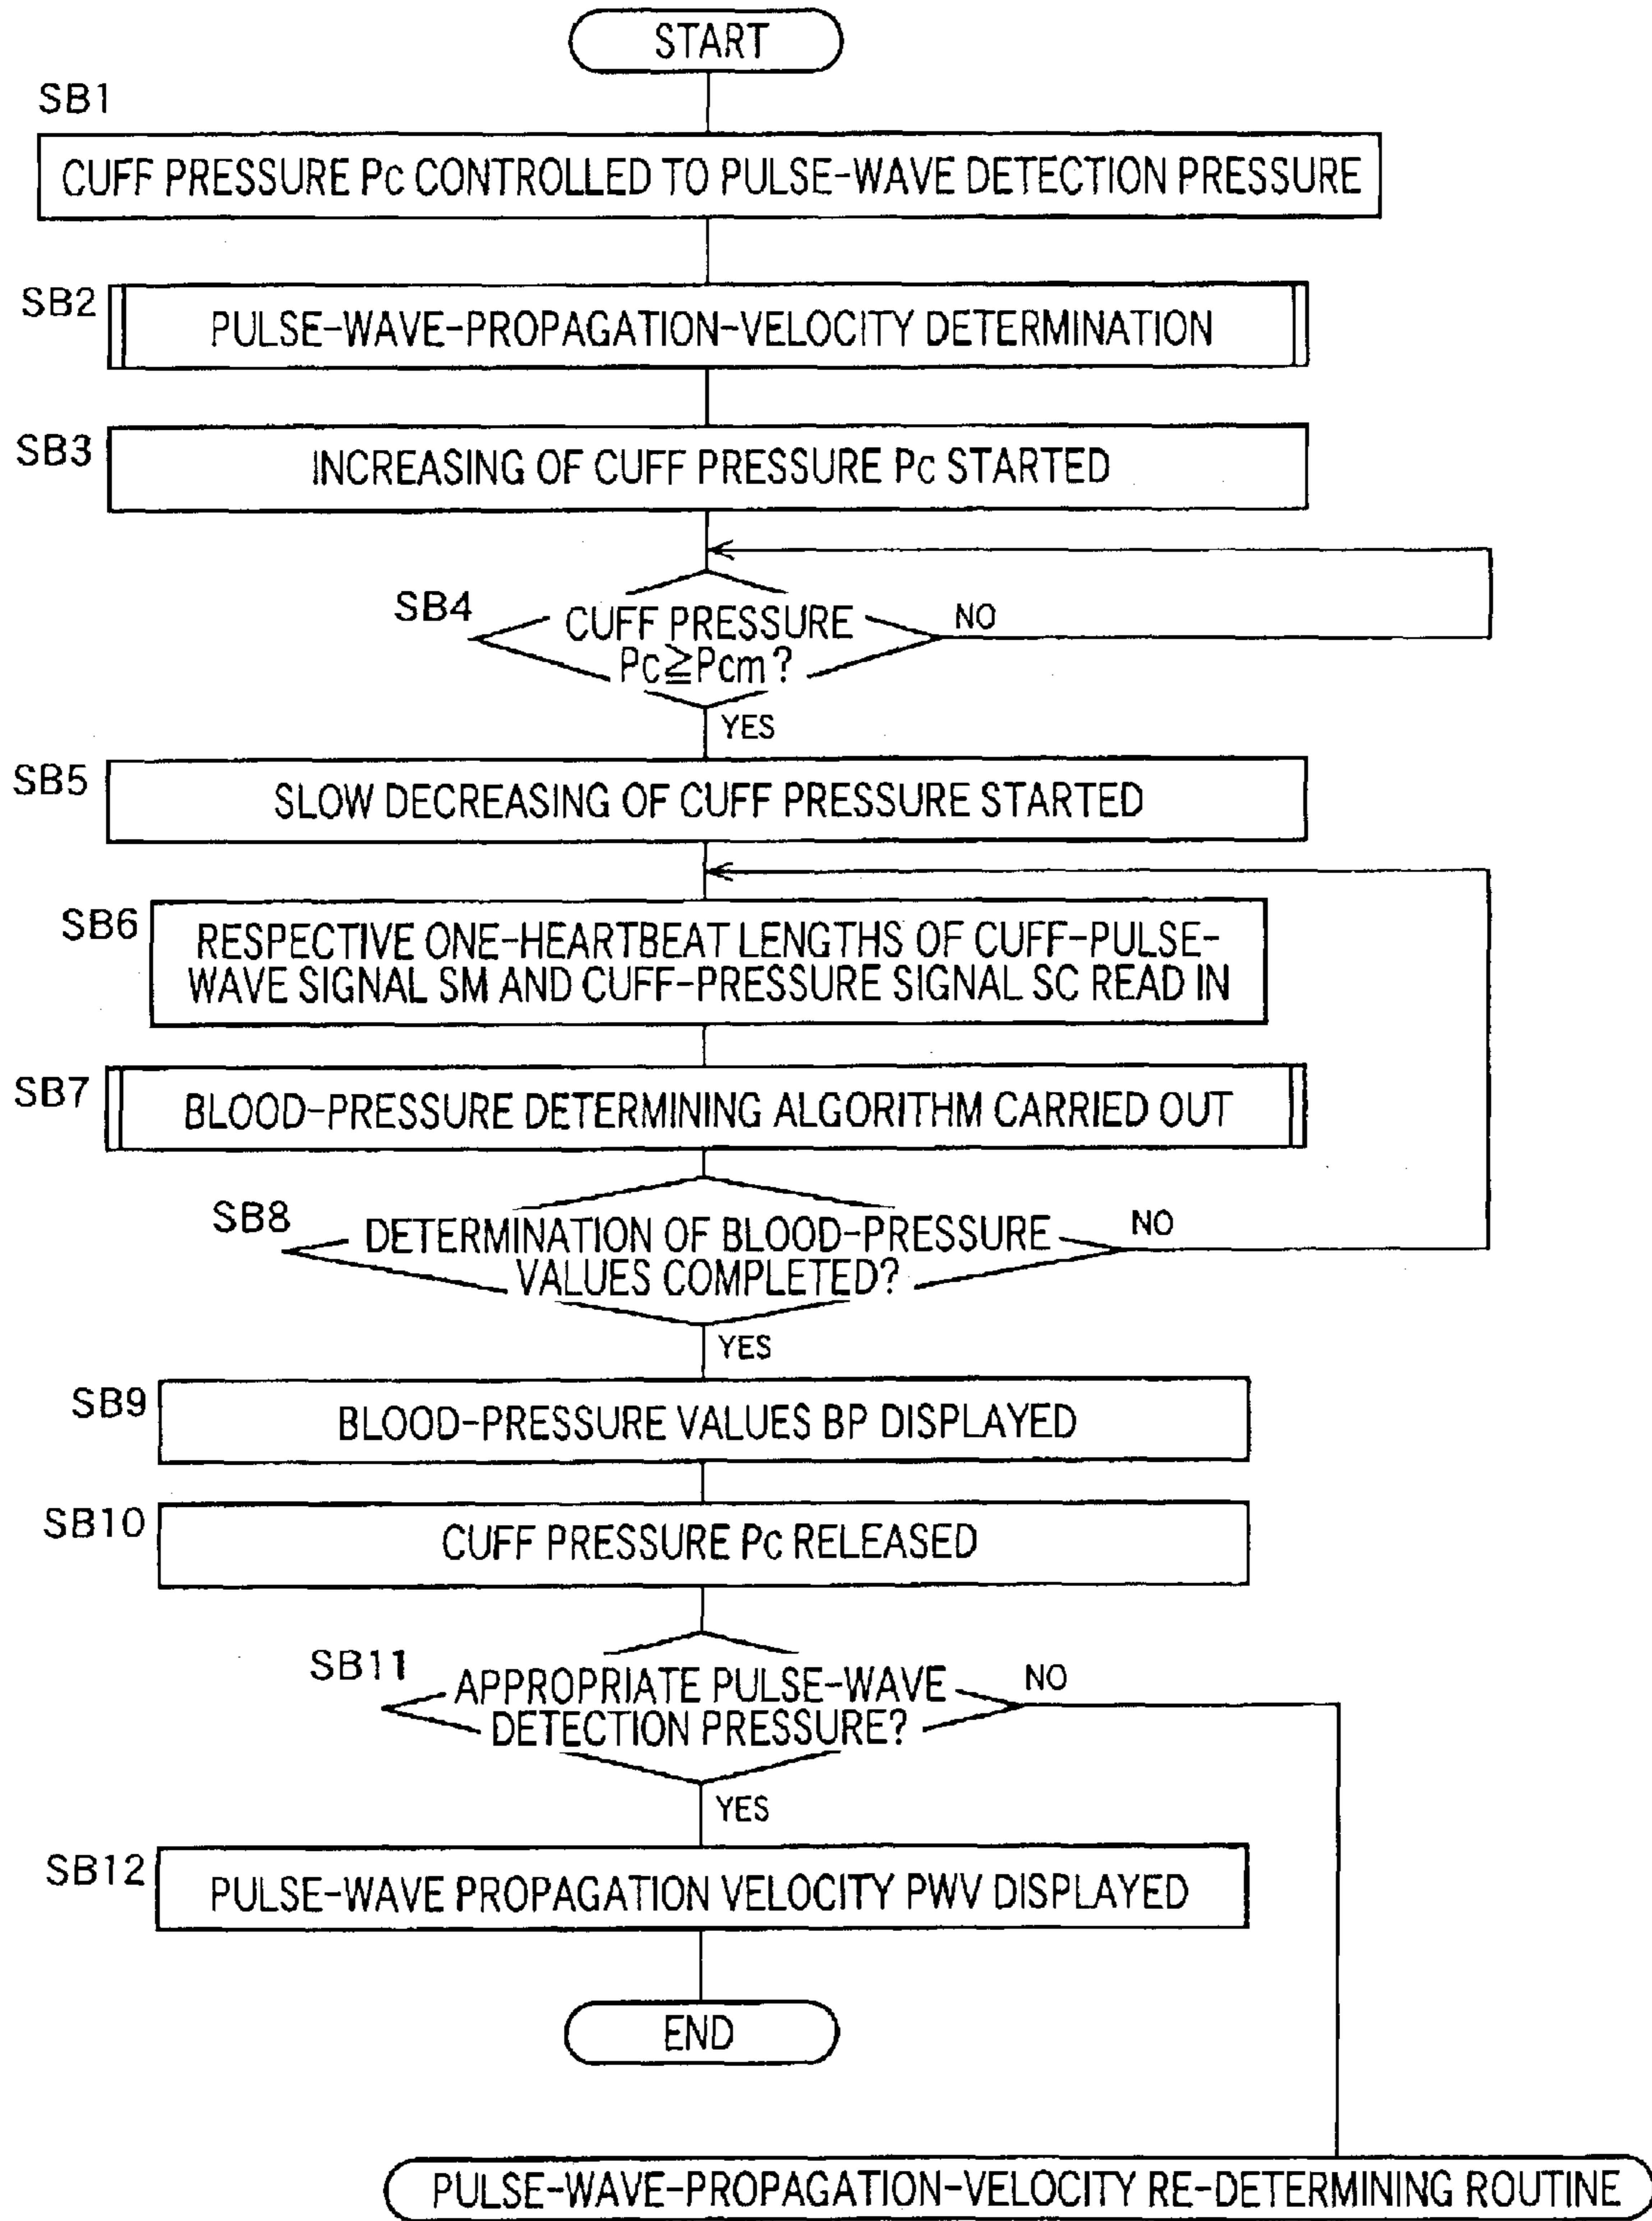 START
SB1
CUFF PRESSURE Pc CONTROLLED TO PULSE-WAVE DETECTION PRESSURE
SB2
PULSE-WAVE-PROPAGATION-VELOCITY DETERMINATION
SB3
INCREASING OF CUFF PRESSURE Pc STARTED
SB4
CUFF PRESSURE
Pc≧Pcm?
NO
YES
SB5
SLOW DECREASING OF CUFF PRESSURE STARTED
SB6
RESPECTIVE ONE-HEARTBEAT LENGTHS OF CUFF-PULSE-
WAVE SIGNAL SM AND CUFF-PRESSURE SIGNAL SC READ IN
SB7
BLOOD-PRESSURE DETERMINING ALGORITHM CARRIED OUT
SB8
DETERMINATION OF BLOOD-PRESSURE
VALUES COMPLETED?
NO
YES
SB9
BLOOD-PRESSURE VALUES BP DISPLAYED
SB10
CUFF PRESSURE Pc RELEASED
SB11
APPROPRIATE PULSE-WAVE
DETECTION PRESSURE?
NO
YES
SB12
PULSE-WAVE PROPAGATION VELOCITY PWV DISPLAYED
END
PULSE-WAVE-PROPAGATION-VELOCITY RE-DETERMINING ROUTINE